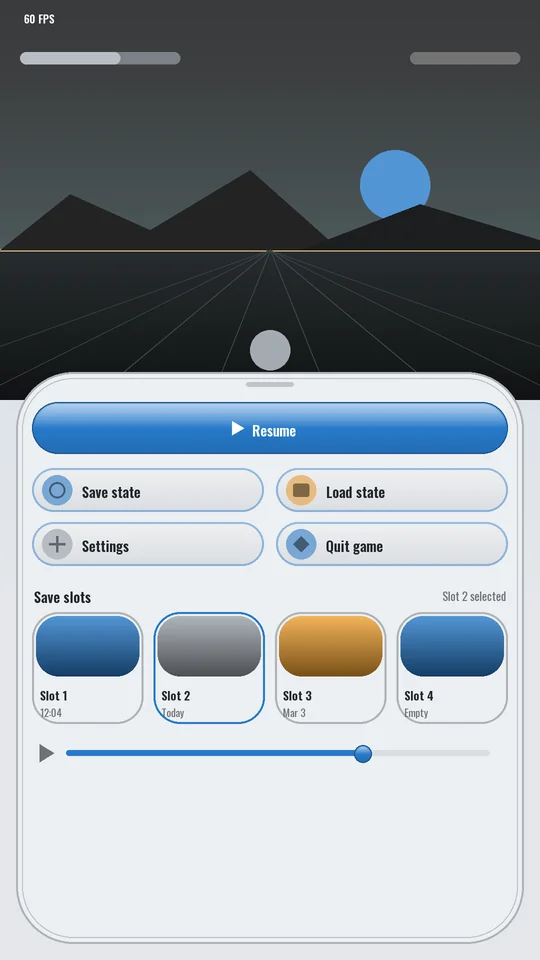 60 FPS
Resume
Save state
Load state
Settings
Quit game
Save slots
Slot 2 selected
Slot 1
12:04
Slot 2
Today
Slot 3
Mar 3
Slot 4
Empty